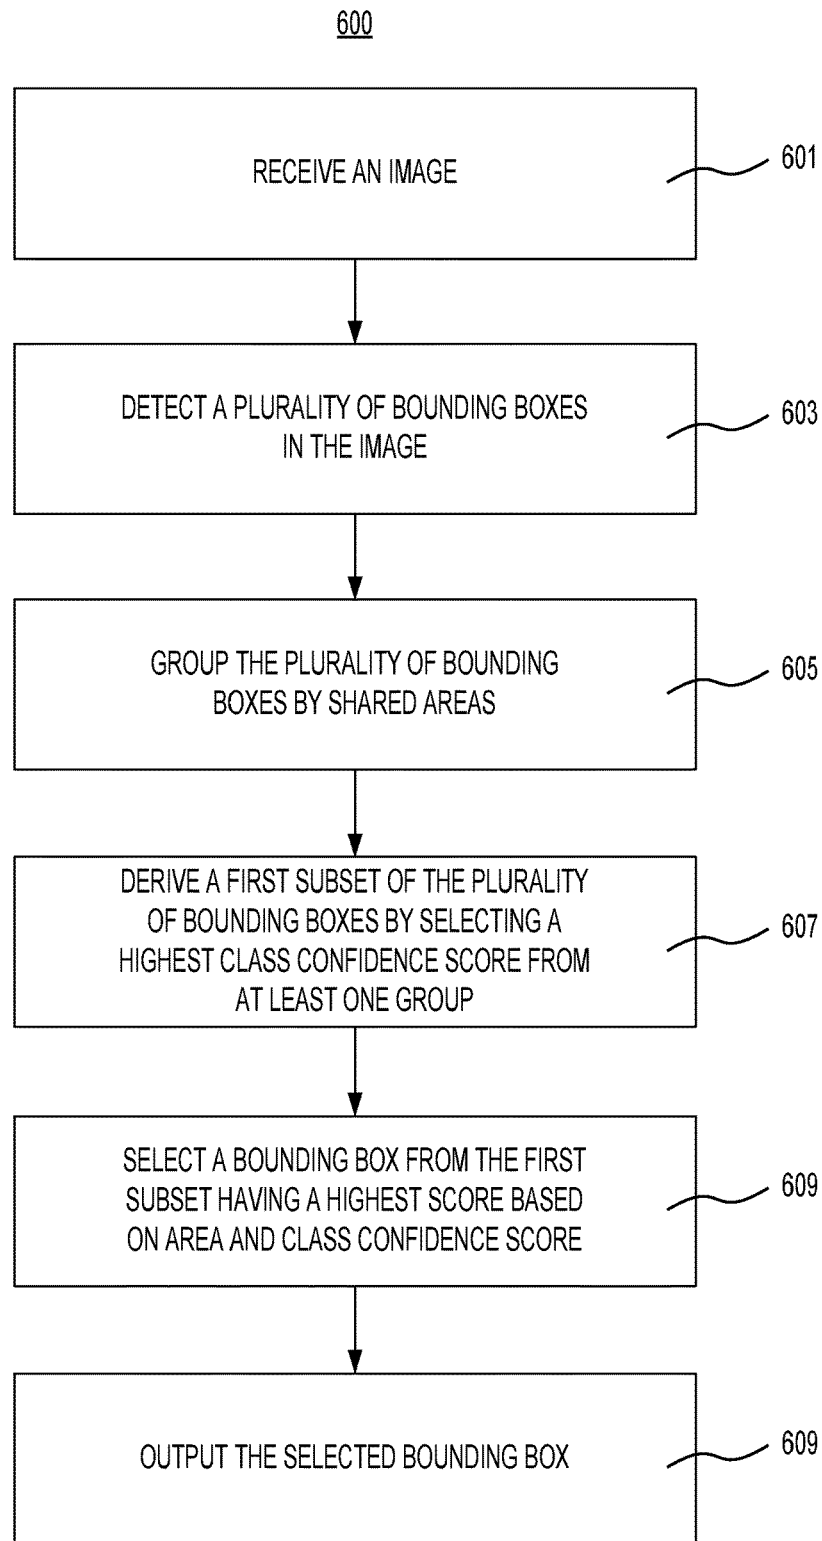 600
RECEIVE AN IMAGE
601
DETECT A PLURALITY OF BOUNDING BOXES
IN THE IMAGE
603
GROUP THE PLURALITY OF BOUNDING
BOXES BY SHARED AREAS
605
DERIVE A FIRST SUBSET OF THE PLURALITY
OF BOUNDING BOXES BY SELECTING A
HIGHEST CLASS CONFIDENCE SCORE FROM
AT LEAST ONE GROUP
607
SELECT A BOUNDING BOX FROM THE FIRST
SUBSET HAVING A HIGHEST SCORE BASED
ON AREA AND CLASS CONFIDENCE SCORE
609
OUTPUT THE SELECTED BOUNDING BOX
609